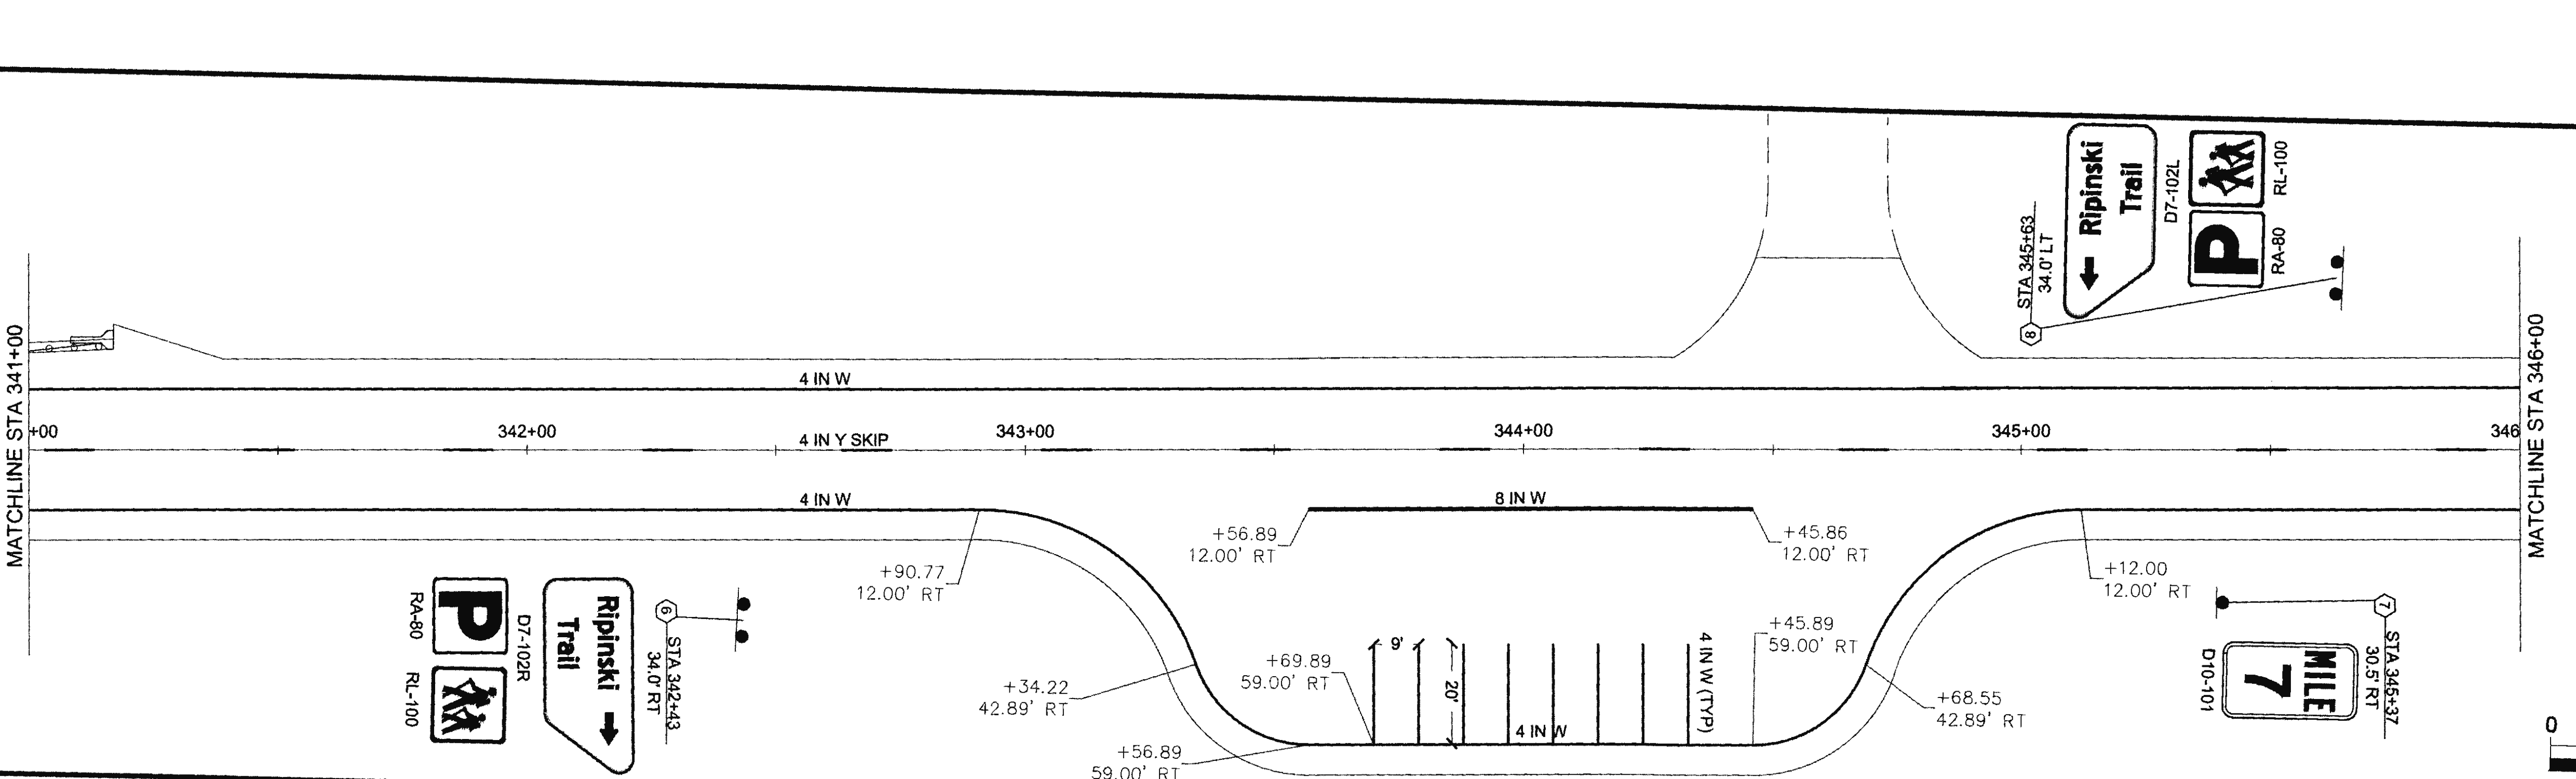 MATCHLINE STA 341+00
+00
342+00
343+00
344+00
345+00
346
MATCHLINE STA 346+00
4 IN W
4 IN Y SKIP
4 IN W
8 IN W
Ripinski
Trail
D7-102L
RL-100
P
RA-80
8
STA 345+63
34.0' LT
P
RA-80
RL-100
D7-102R
Ripinski
Trail
6
STA 342+43
34.0' RT
+90.77
12.00' RT
+34.22
42.89' RT
+56.89
12.00' RT
+69.89
59.00' RT
+56.89
59.00' RT
9'
20'
4 IN W
4 IN W (TYP)
+45.86
12.00' RT
+45.89
59.00' RT
+68.55
42.89' RT
+12.00
12.00' RT
7
STA 345+37
30.5' RT
MILE
7
D10-101
0